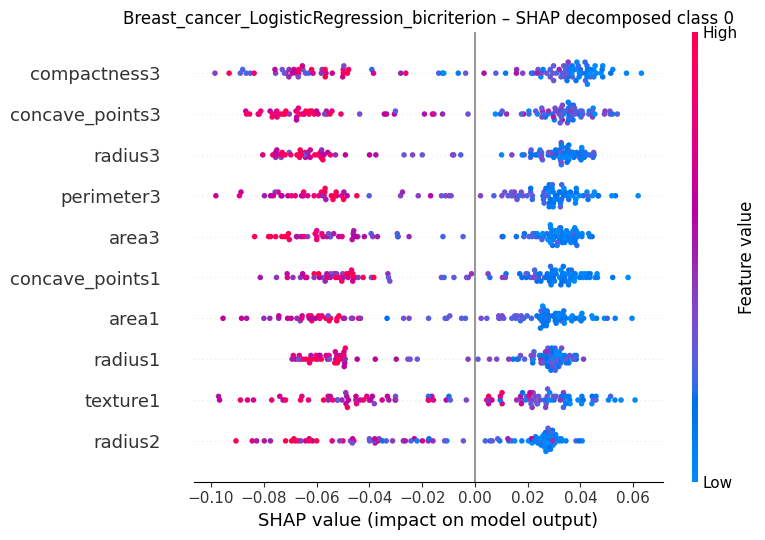 Breast_cancer_LogisticRegression_bicriterion – SHAP decomposed class 0
High
compactness3
concave_points3
radius3
perimeter3
area3
concave_points1
area1
radius1
texture1
radius2
Feature value
Low
−0.10 −0.08 −0.06 −0.04 −0.02 0.00 0.02 0.04 0.06
SHAP value (impact on model output)